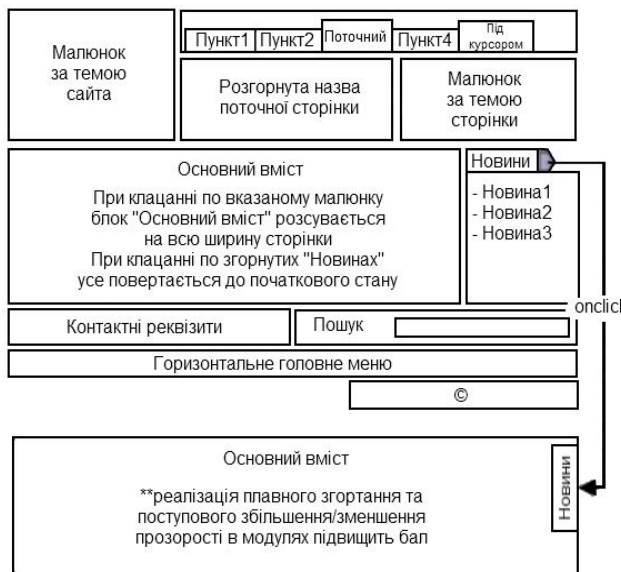 Малюнок
за темою
сайта
Пункт1
Пункт2
Поточний
Пункт4
Під
курсором
Розгорнута назва
поточної сторінки
Малюнок
за темою
сторінки
Основний вміст
При клацанні по вказаному малюнку
блок "Основний вміст" розсувається
на всю ширину сторінки
При клацанні по згорнутих "Новинах"
усе повертається до початкового стану
Новини
- Новина1
- Новина2
- Новина3
onclick
Контактні реквізити
Пошук
Горизонтальне головне меню
©
Основний вміст
**реалізація плавного згортання та
поступового збільшення/зменшення
прозорості в модулях підвищить бал
Новини